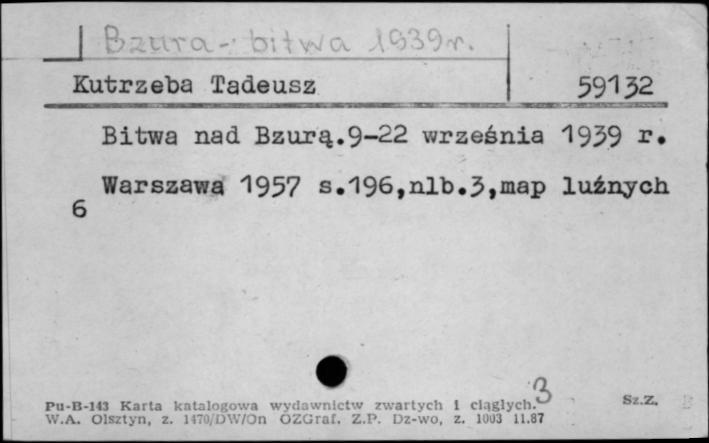 Bzura - bitwa 1939r.
Kutrzeba Tadeusz 59132
Bitwa nad Bzurą.9-22 września 1939 r.
Warszawa 1957 s.196,nlb.3,map luźnych
6
3
Pu-B-143 Karta katalogowa wydawnictw zwartych i ciągłych. Sz.Z.
W.A. Olsztyn, z. 1470/DW/On OZGraf. Z.P. Dz-wo, z. 1003 11.87